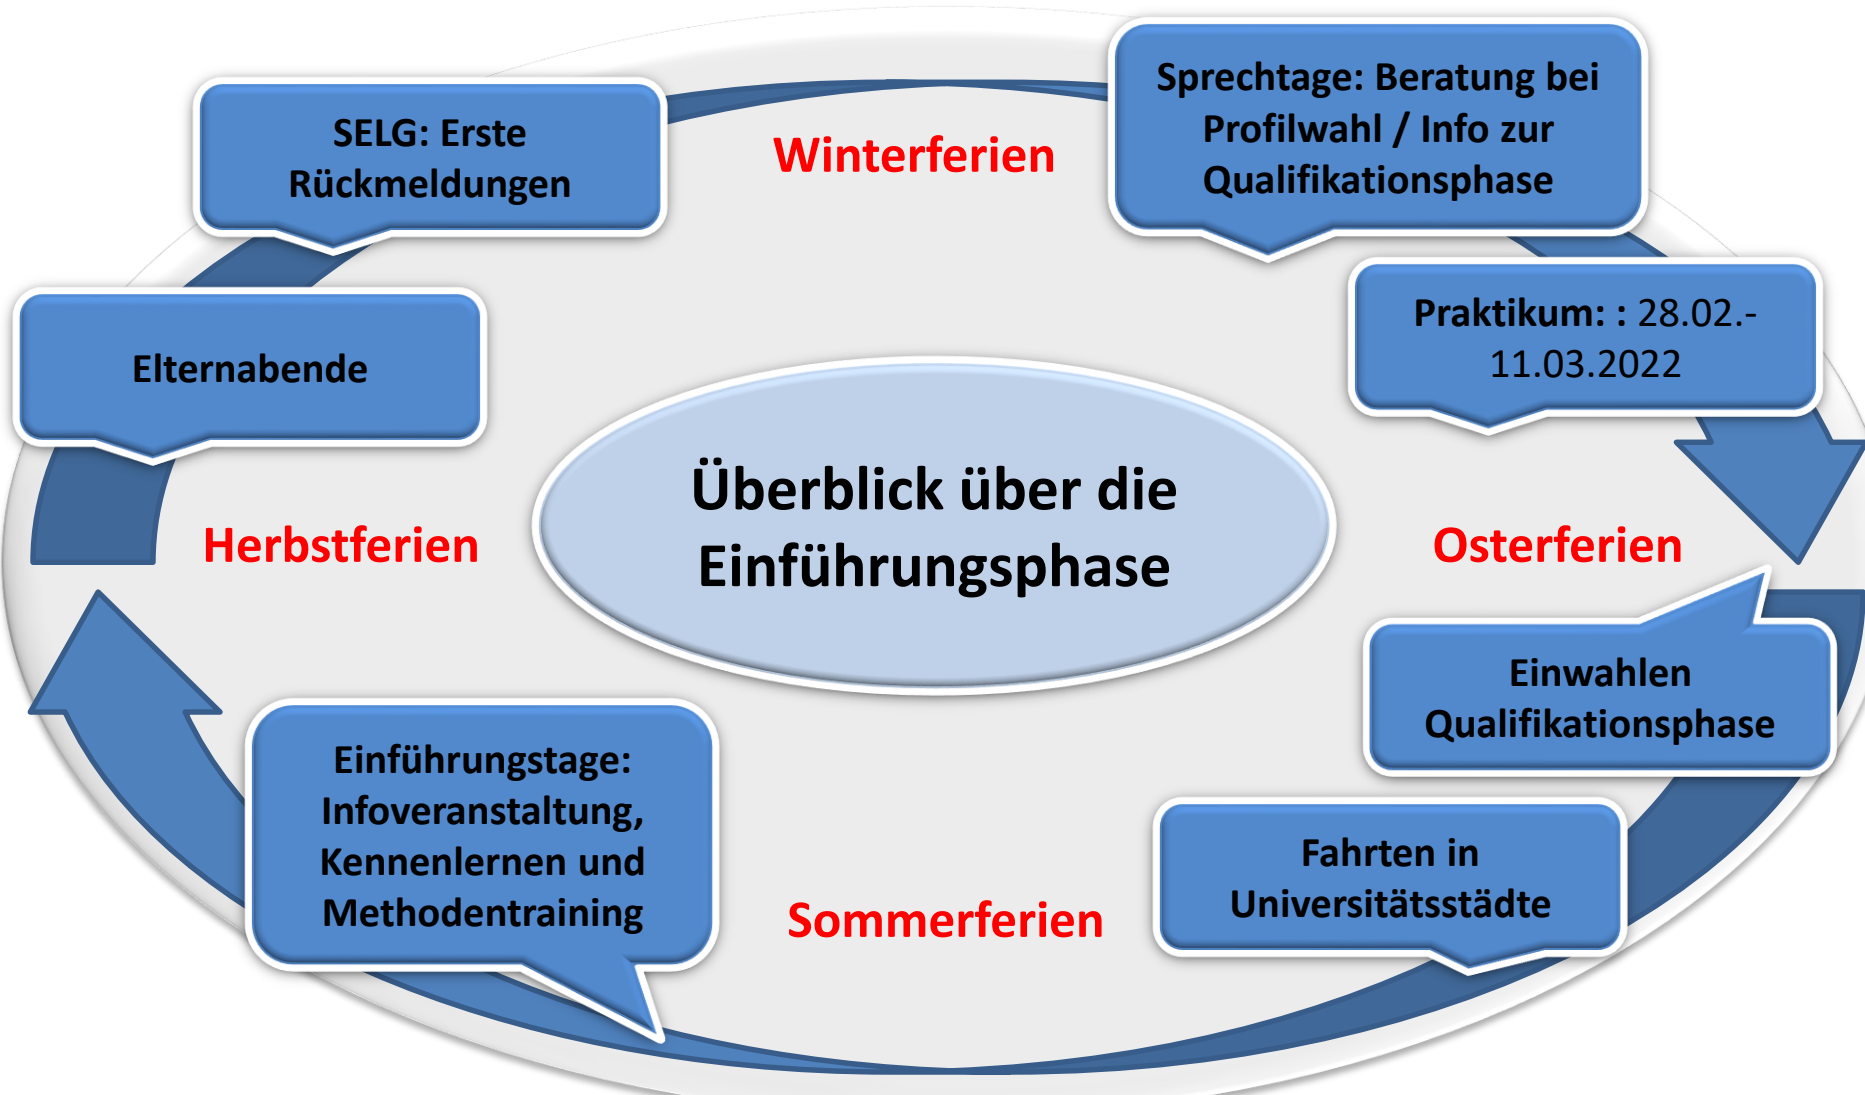 Sprechtage: Beratung bei
Profilwahl / Info zur
Qualifikationsphase
SELG: Erste
Rückmeldungen
Winterferien
Praktikum: : 28.02.-
11.03.2022
Elternabende
Überblick über die
Einführungsphase
Herbstferien
Osterferien
Einwahlen
Qualifikationsphase
Einführungstage:
Infoveranstaltung,
Kennenlernen und
Methodentraining
Fahrten in
Universitätsstädte
Sommerferien